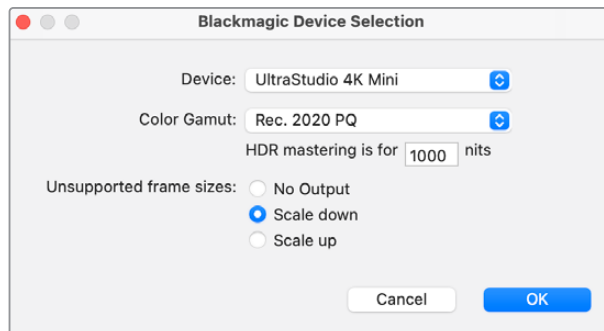 Blackmagic Device Selection
Device: UltraStudio 4K Mini
Color Gamut: Rec. 2020 PQ
HDR mastering is for 1000 nits
Unsupported frame sizes: No Output
Scale down
Scale up
Cancel OK